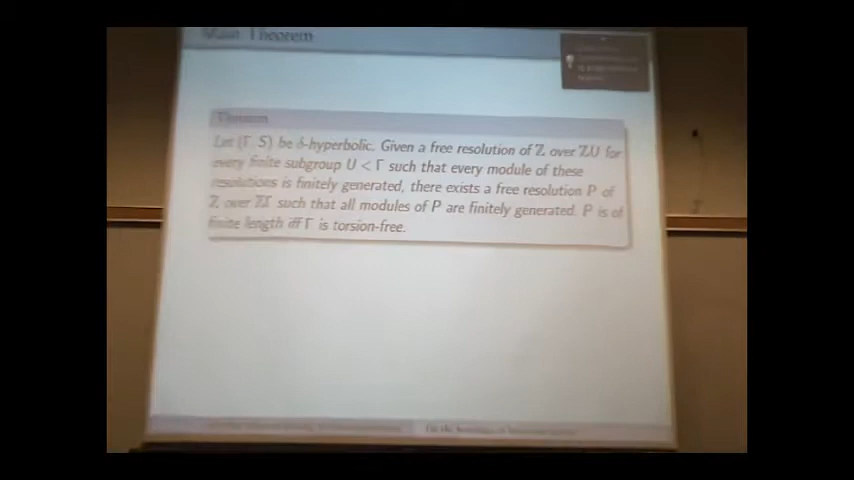 Main Theorem
Theorem
Let (Γ, S) be δ-hyperbolic. Given a free resolution of ℤ over ℤU for
every finite subgroup U < Γ such that every module of these
resolutions is finitely generated, there exists a free resolution P of
ℤ over ℤΓ such that all modules of P are finitely generated. P is of
finite length iff Γ is torsion-free.